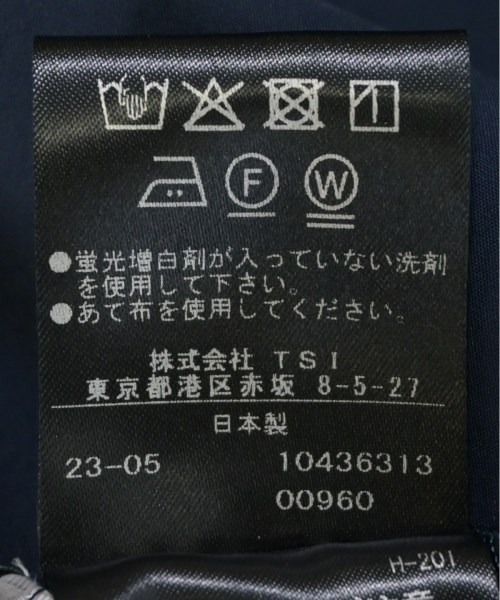 F W
●蛍光増白剤が入っていない洗剤
を使用して下さい。
●あて布を使用してください。
株式会社 TSI
東京都港区赤坂 8-5-27
日本製
23-05 10436313
00960
H-201